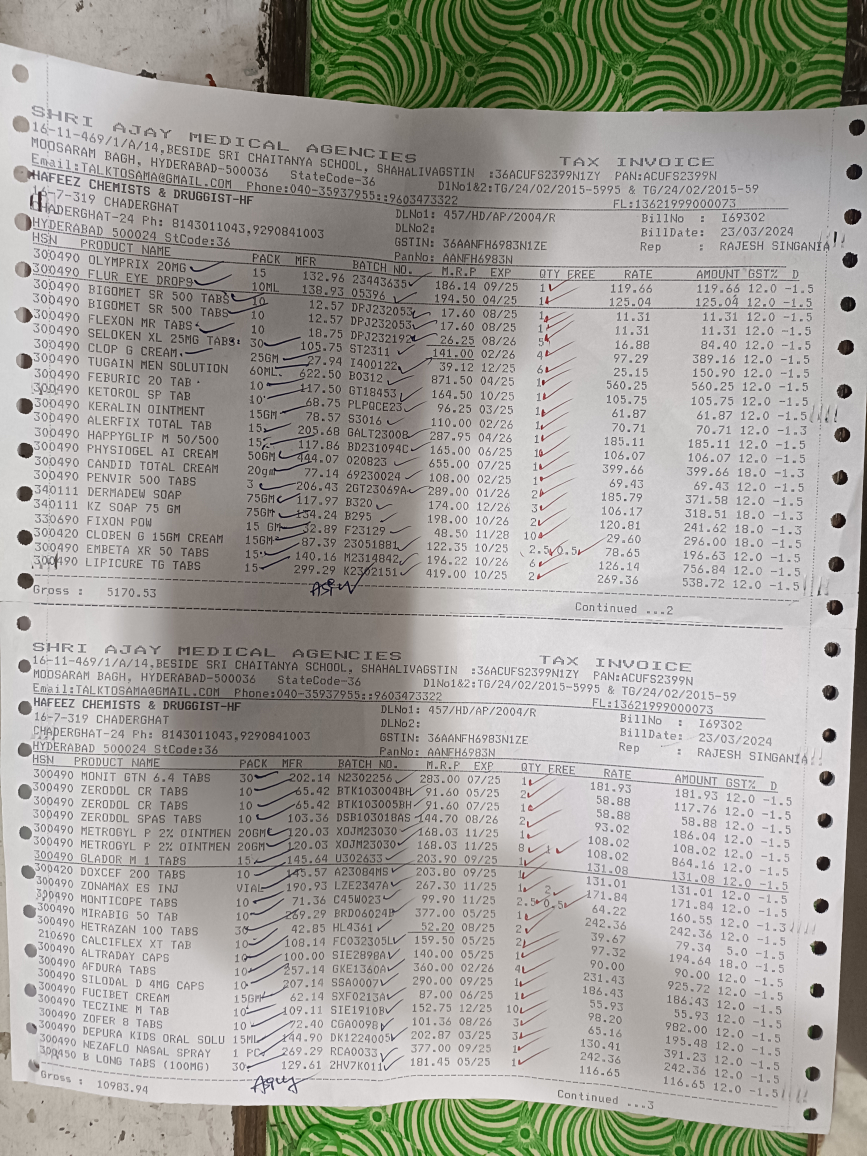 SHRI AJAY MEDICAL AGENCIES TAX INVOICE
16-11-469/1/A/14,BESIDE SRI CHAITANYA SCHOOL, SHAHALIVAGSTIN :36ACUFS2399N1ZY PAN:ACUFS2399N
MOOSARAM BAGH, HYDERABAD-500036 StateCode-36 DlNo1&2:TG/24/02/2015-5995 & TG/24/02/2015-59
Email:TALKTOSAMA@GMAIL.COM Phone:040-35937955::9603473322 FL:13621999000073
HAFEEZ CHEMISTS & DRUGGIST-HF DLNo1: 457/HD/AP/2004/R BillNo : I69302
16-7-319 CHADERGHAT DLNo2: BillDate: 23/03/2024
CHADERGHAT-24 Ph: 8143011043,9290841003 GSTIN: 36AANFH6983N1ZE Rep : RAJESH SINGANIA
HYDERABAD 500024 StCode:36 PanNo: AANFH6983N
HSN PRODUCT NAME PACK MFR BATCH NO. M.R.P EXP QTY FREE RATE AMOUNT GST% D
300490 OLYMPRIX 20MG 15 132.96 23443635 186.14 09/25 1 119.66 119.66 12.0 -1.5
300490 FLUR EYE DROPS 10ML 138.93 05396 194.50 04/25 1 125.04 125.04 12.0 -1.5
300490 BIGOMET SR 500 TABS 10 12.57 DPJ232053 17.60 08/26 1 11.31 11.31 12.0 -1.5
300490 BIGOMET SR 500 TABS 10 12.57 DPJ232053 17.60 08/26 1 11.31 11.31 12.0 -1.5
300490 FLEXON MR TABS 18.75 DPJ232192 26.25 08/26 5 16.88 84.40 12.0 -1.5
300490 SELOKEN XL 25MG TABS 30 105.75 ST2311 141.00 02/26 4 97.29 389.16 12.0 -1.5
300490 CLOP G CREAM 25GM 27.94 I400122 39.12 12/25 6 25.15 150.90 12.0 -1.5
300490 TUGAIN MEN SOLUTION 60ML 622.50 B0312 871.50 04/25 1 560.25 560.25 12.0 -1.5
300490 FEBURIC 20 TAB 10 117.50 GT18453 164.50 10/25 1 105.75 105.75 12.0 -1.5
300490 KETOROL SP TAB 10 68.75 PLPQCE23 96.25 03/25 1 61.87 61.87 12.0 -1.5
300490 KERALIN OINTMENT 15GM 78.57 S3016 110.00 02/26 1 70.71 70.71 12.0 -1.3
300490 ALERFIX TOTAL TAB 15 205.68 GALT2300B 287.95 04/26 1 185.11 185.11 12.0 -1.5
300490 HAPPYGLIP M 50/500 15 117.86 BD231094C 165.00 06/25 1 106.07 106.07 12.0 -1.5
300490 PHYSIOGEL AI CREAM 50GM 444.07 020823 655.00 07/25 1 399.66 399.66 18.0 -1.3
300490 CANDID TOTAL CREAM 20gm 77.14 69230024 108.00 02/26 1 69.43 69.43 12.0 -1.5
300490 PENVIR 500 TABS 3 206.43 2GT23069A 289.00 01/26 2 185.79 371.58 12.0 -1.5
340111 DERMADEW SOAP 75GM 117.97 B320 174.00 12/26 3 106.17 318.51 18.0 -1.3
340111 KZ SOAP 75 GM 75GM 134.24 B295 198.00 10/26 2 120.81 241.62 18.0 -1.3
330690 FIXON POW 15 GM 32.89 F23129 48.50 11/28 10 29.60 296.00 18.0 -1.5
300420 CLOBEN G 15GM CREAM 15GM 87.39 23051881 122.35 10/25 2.5 0.5 78.65 196.63 12.0 -1.5
300490 EMBETA XR 50 TABS 15 140.16 M2314842 196.22 10/25 6 126.14 756.84 12.0 -1.5
300490 LIPICURE TG TABS 15 299.29 K2302151 419.00 10/25 2 269.36 538.72 12.0 -1.5
Gross : 5170.53 Continued ...2
SHRI AJAY MEDICAL AGENCIES TAX INVOICE
16-11-469/1/A/14,BESIDE SRI CHAITANYA SCHOOL, SHAHALIVAGSTIN :36ACUFS2399N1ZY PAN:ACUFS2399N
MOOSARAM BAGH, HYDERABAD-500036 StateCode-36 DlNo1&2:TG/24/02/2015-5995 & TG/24/02/2015-59
Email:TALKTOSAMA@GMAIL.COM Phone:040-35937955::9603473322 FL:13621999000073
HAFEEZ CHEMISTS & DRUGGIST-HF DLNo1: 457/HD/AP/2004/R BillNo : I69302
16-7-319 CHADERGHAT DLNo2: BillDate: 23/03/2024
CHADERGHAT-24 Ph: 8143011043,9290841003 GSTIN: 36AANFH6983N1ZE Rep : RAJESH SINGANIA
HYDERABAD 500024 StCode:36 PanNo: AANFH6983N
HSN PRODUCT NAME PACK MFR BATCH NO. M.R.P EXP QTY FREE RATE AMOUNT GST% D
300490 MONIT GTN 6.4 TABS 30 202.14 N2302256 283.00 07/25 1 181.93 181.93 12.0 -1.5
300490 ZERODOL CR TABS 10 65.42 BTK103004BH 91.60 05/25 2 58.88 117.76 12.0 -1.5
300490 ZERODOL CR TABS 10 65.42 BTK103005BH 91.60 07/25 1 58.88 58.88 12.0 -1.5
300490 ZERODOL SPAS TABS 10 103.36 DSB103018AS 144.70 08/26 2 93.02 186.04 12.0 -1.5
300490 METROGYL P 2% OINTMEN 20GM 120.03 XOJM23030 168.03 11/25 1 108.02 108.02 12.0 -1.5
300490 METROGYL P 2% OINTMEN 20GM 120.03 XOJM23030 168.03 11/25 8 1 108.02 864.16 12.0 -1.5
300490 GLADOR M 1 TABS 15 145.64 U302633 203.90 09/25 1 131.08 131.08 12.0 -1.5
300420 DOXCEF 200 TABS 10 145.57 A23084MS 203.80 09/25 1 131.01 131.01 12.0 -1.5
300490 ZONAMAX ES INJ VIAL 190.93 LZE2347A 267.30 11/25 1 2 171.84 171.84 12.0 -1.5
300490 MONTICOPE TABS 10 71.36 C45W023 99.90 11/25 2.5 0.5 64.22 160.55 12.0 -1.3
300490 MIRABIG 50 TAB 10 269.29 BRD06024B 377.00 05/25 1 242.36 242.36 12.0 -1.5
300490 HETRAZAN 100 TABS 30 42.85 HL4361 52.20 08/25 2 39.67 79.34 5.0 -1.5
210690 CALCIFLEX XT TAB 10 108.14 FC032305L 159.50 05/25 2 97.32 194.64 18.0 -1.5
300490 ALTRADAY CAPS 10 100.00 SIE2898A 140.00 05/25 1 90.00 90.00 12.0 -1.5
300490 AFDURA TABS 10 257.14 GKE1360A 360.00 02/26 4 231.43 925.72 12.0 -1.5
300490 SILODAL D 4MG CAPS 10 207.14 SSA0007 290.00 09/25 1 186.43 186.43 12.0 -1.5
300490 FUCIBET CREAM 15GM 62.14 SXF0213A 87.00 06/25 1 55.93 55.93 12.0 -1.5
300490 TECZINE M TAB 10 109.11 SIE1910B 152.75 12/25 10 98.20 982.00 12.0 -1.5
300490 ZOFER 8 TABS 10 72.40 CGA0098 101.36 08/26 3 65.16 195.48 12.0 -1.5
300490 DEPURA KIDS ORAL SOLU 15ML 144.90 DK1224005 202.87 03/25 3 130.41 391.23 12.0 -1.5
300490 NEZAFLO NASAL SPRAY 1 PC 269.29 RCA0033 377.00 09/25 1 242.36 242.36 12.0 -1.5
300450 B LONG TABS (100MG) 30 129.61 2HV7K011 181.45 05/25 1 116.65 116.65 12.0 -1.5
Gross : 10983.94 Continued ...3